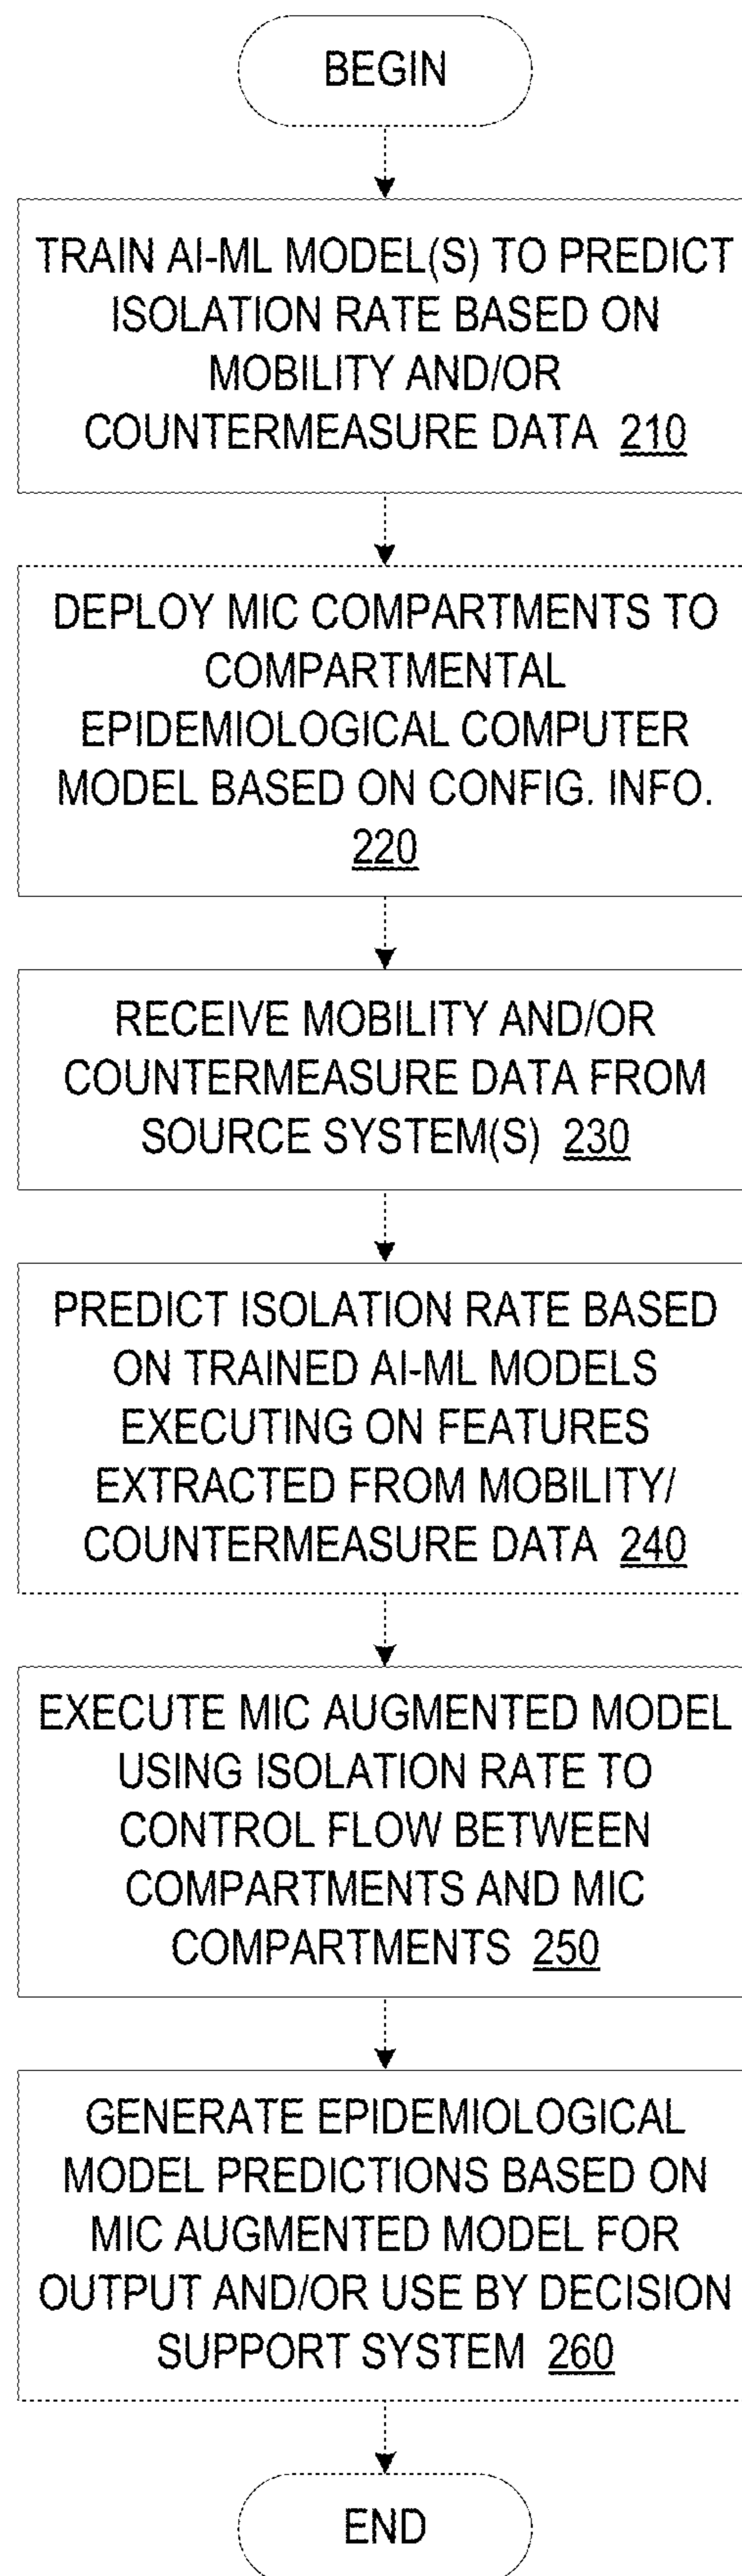 BEGIN
TRAIN AI-ML MODEL(S) TO PREDICT
ISOLATION RATE BASED ON
MOBILITY AND/OR
COUNTERMEASURE DATA 210
DEPLOY MIC COMPARTMENTS TO
COMPARTMENTAL
EPIDEMIOLOGICAL COMPUTER
MODEL BASED ON CONFIG. INFO.
220
RECEIVE MOBILITY AND/OR
COUNTERMEASURE DATA FROM
SOURCE SYSTEM(S) 230
PREDICT ISOLATION RATE BASED
ON TRAINED AI-ML MODELS
EXECUTING ON FEATURES
EXTRACTED FROM MOBILITY/
COUNTERMEASURE DATA 240
EXECUTE MIC AUGMENTED MODEL
USING ISOLATION RATE TO
CONTROL FLOW BETWEEN
COMPARTMENTS AND MIC
COMPARTMENTS 250
GENERATE EPIDEMIOLOGICAL
MODEL PREDICTIONS BASED ON
MIC AUGMENTED MODEL FOR
OUTPUT AND/OR USE BY DECISION
SUPPORT SYSTEM 260
END